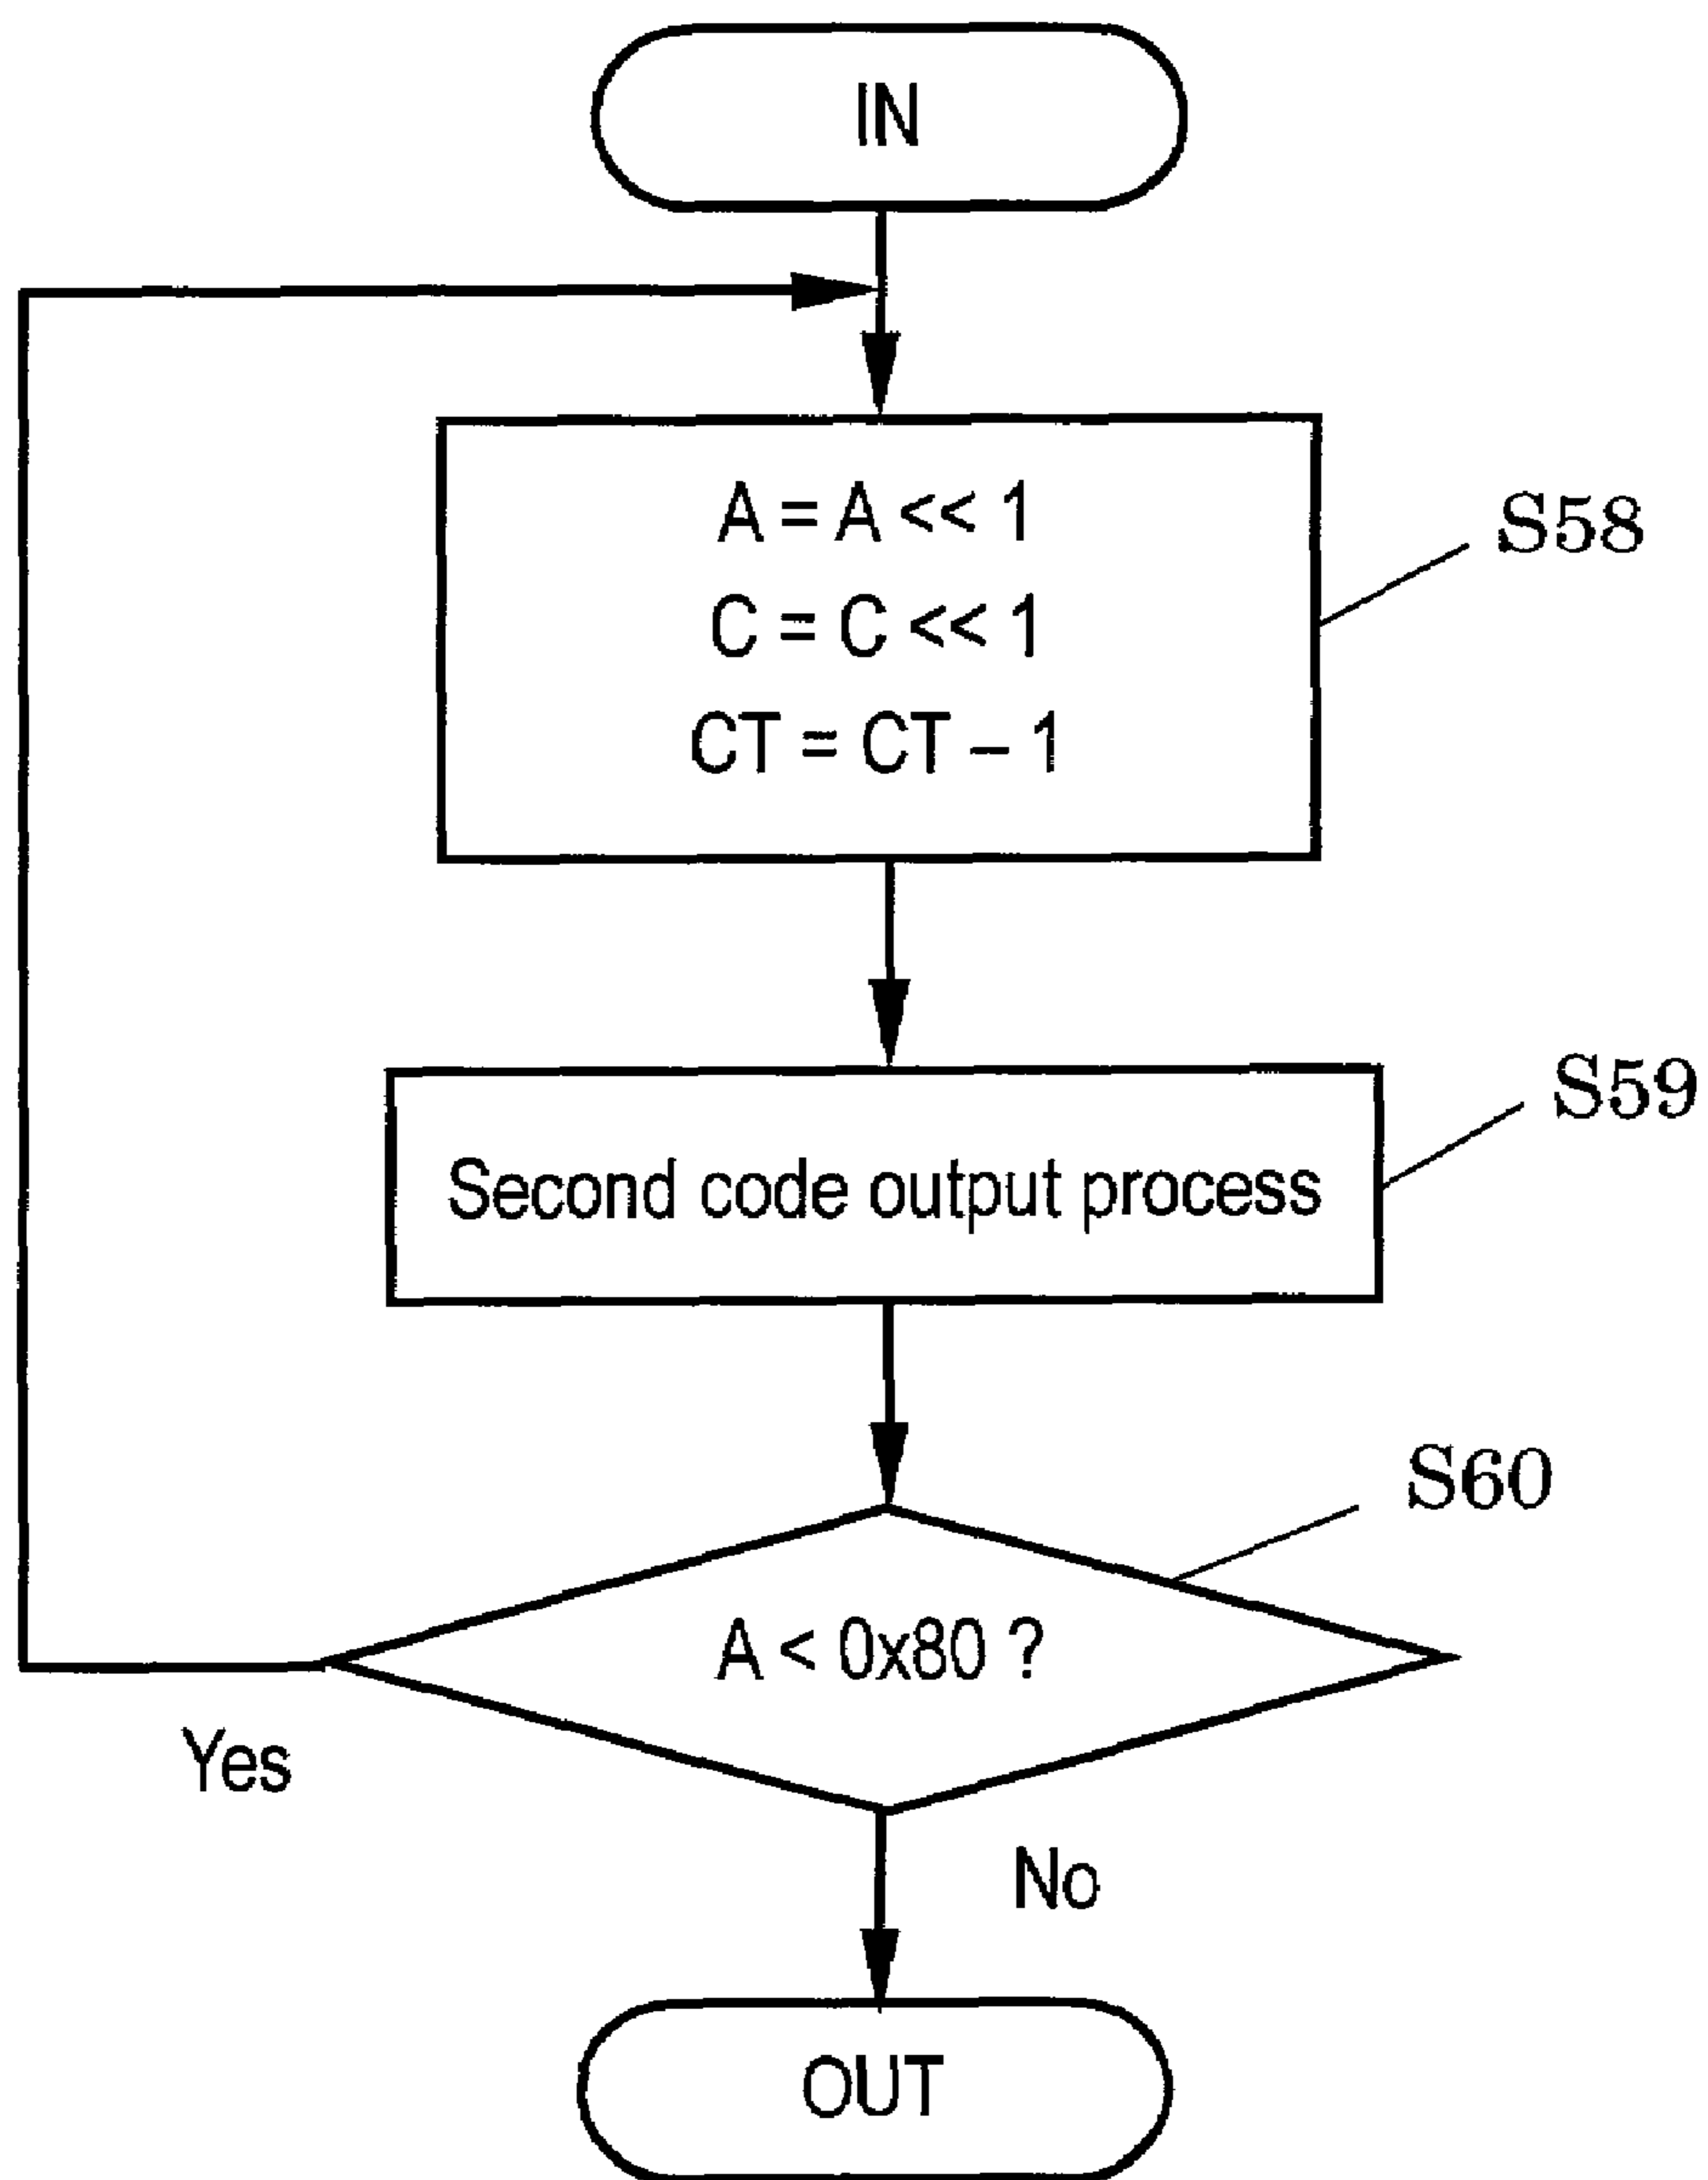 IN
A = A << 1
C = C << 1
CT = CT – 1
S58
Second code output process
S59
S60
A < 0x80 ?
Yes
No
OUT